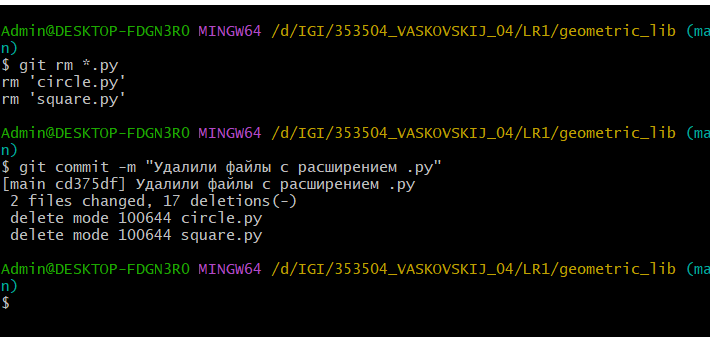 Admin@DESKTOP-FDGN3R0 MINGW64 /d/IGI/353504_VASKOVSKIJ_04/LR1/geometric_lib (mai
n)
$ git rm *.py
rm 'circle.py'
rm 'square.py'
Admin@DESKTOP-FDGN3R0 MINGW64 /d/IGI/353504_VASKOVSKIJ_04/LR1/geometric_lib (mai
n)
$ git commit -m "Удалили файлы с расширением .py"
[main cd375df] Удалили файлы с расширением .py
2 files changed, 17 deletions(-)
delete mode 100644 circle.py
delete mode 100644 square.py
Admin@DESKTOP-FDGN3R0 MINGW64 /d/IGI/353504_VASKOVSKIJ_04/LR1/geometric_lib (mai
n)
$